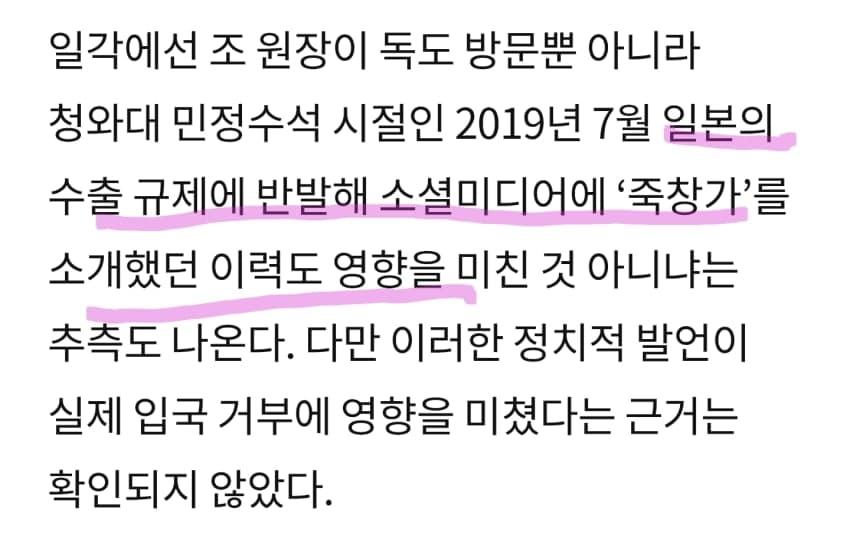 일각에선 조 원장이 독도 방문뿐 아니라
청와대 민정수석 시절인 2019년 7월 일본의
수출 규제에 반발해 소셜미디어에 ‘죽창가’를
소개했던 이력도 영향을 미친 것 아니냐는
추측도 나온다. 다만 이러한 정치적 발언이
실제 입국 거부에 영향을 미쳤다는 근거는
확인되지 않았다.